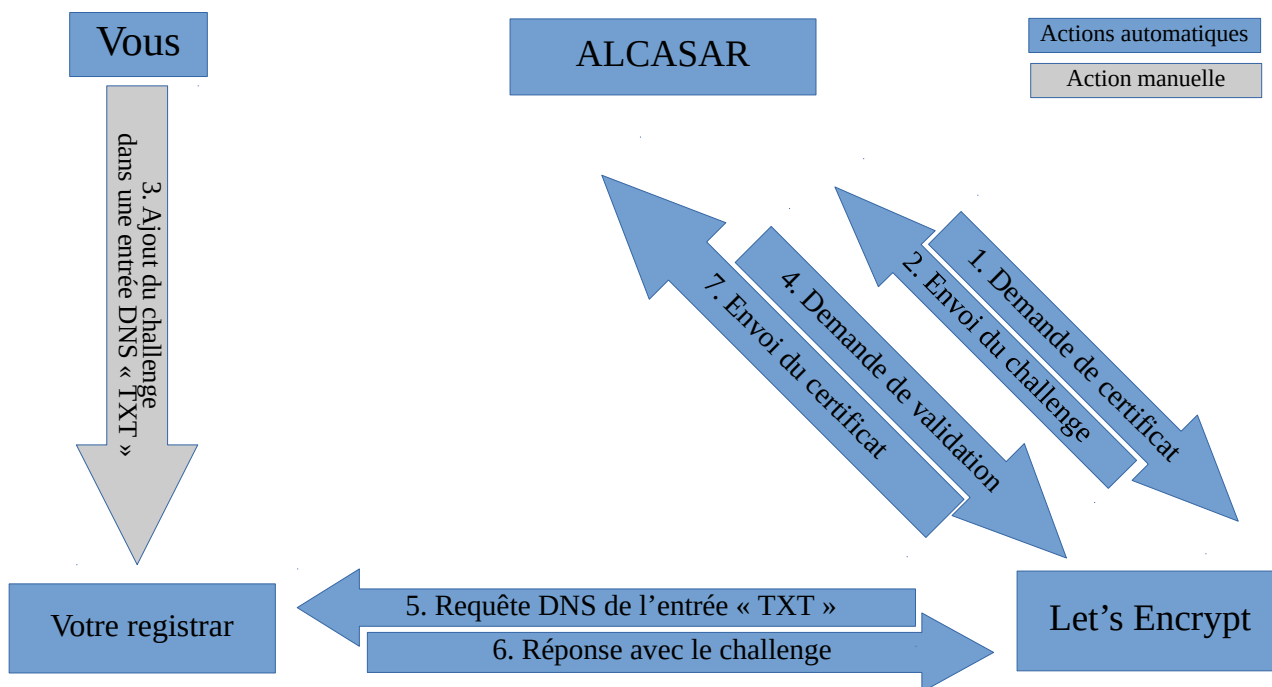 Vous
ALCASAR
Actions automatiques
Action manuelle
3. Ajout du challenge
dans une entrée DNS « TXT »
1. Demande de certificat
2. Envoi du challenge
4. Demande de validation
7. Envoi du certificat
Votre registrar
5. Requête DNS de l’entrée « TXT »
6. Réponse avec le challenge
Let’s Encrypt